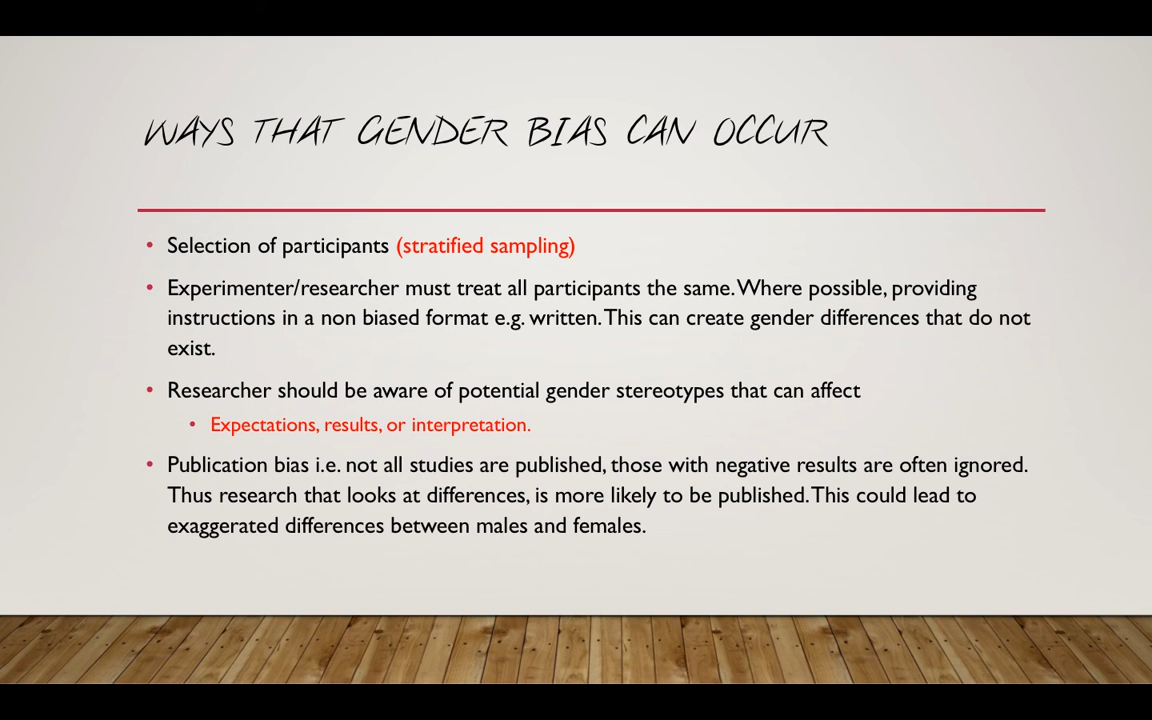 WAYS THAT GENDER BIAS CAN OCCUR
• Selection of participants (stratified sampling)
• Experimenter/researcher must treat all participants the same. Where possible, providing
instructions in a non biased format e.g. written. This can create gender differences that do not
exist.
• Researcher should be aware of potential gender stereotypes that can affect
• Expectations, results, or interpretation.
• Publication bias i.e. not all studies are published, those with negative results are often ignored.
Thus research that looks at differences, is more likely to be published. This could lead to
exaggerated differences between males and females.